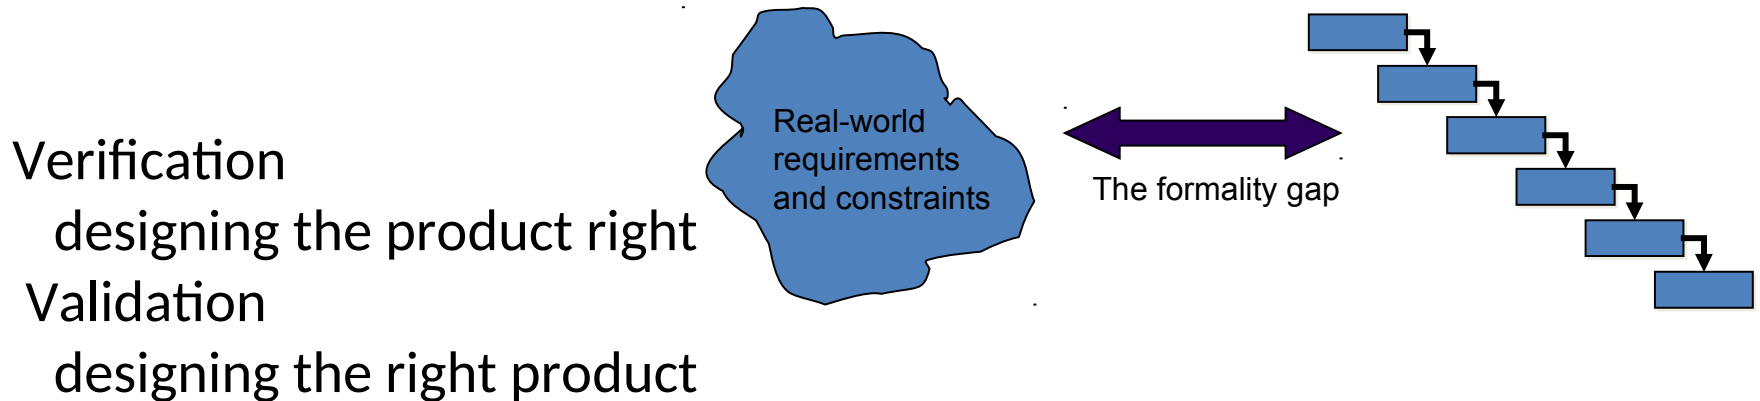 Verification
designing the product right
Validation
designing the right product
Real-world
requirements
and constraints
The formality gap